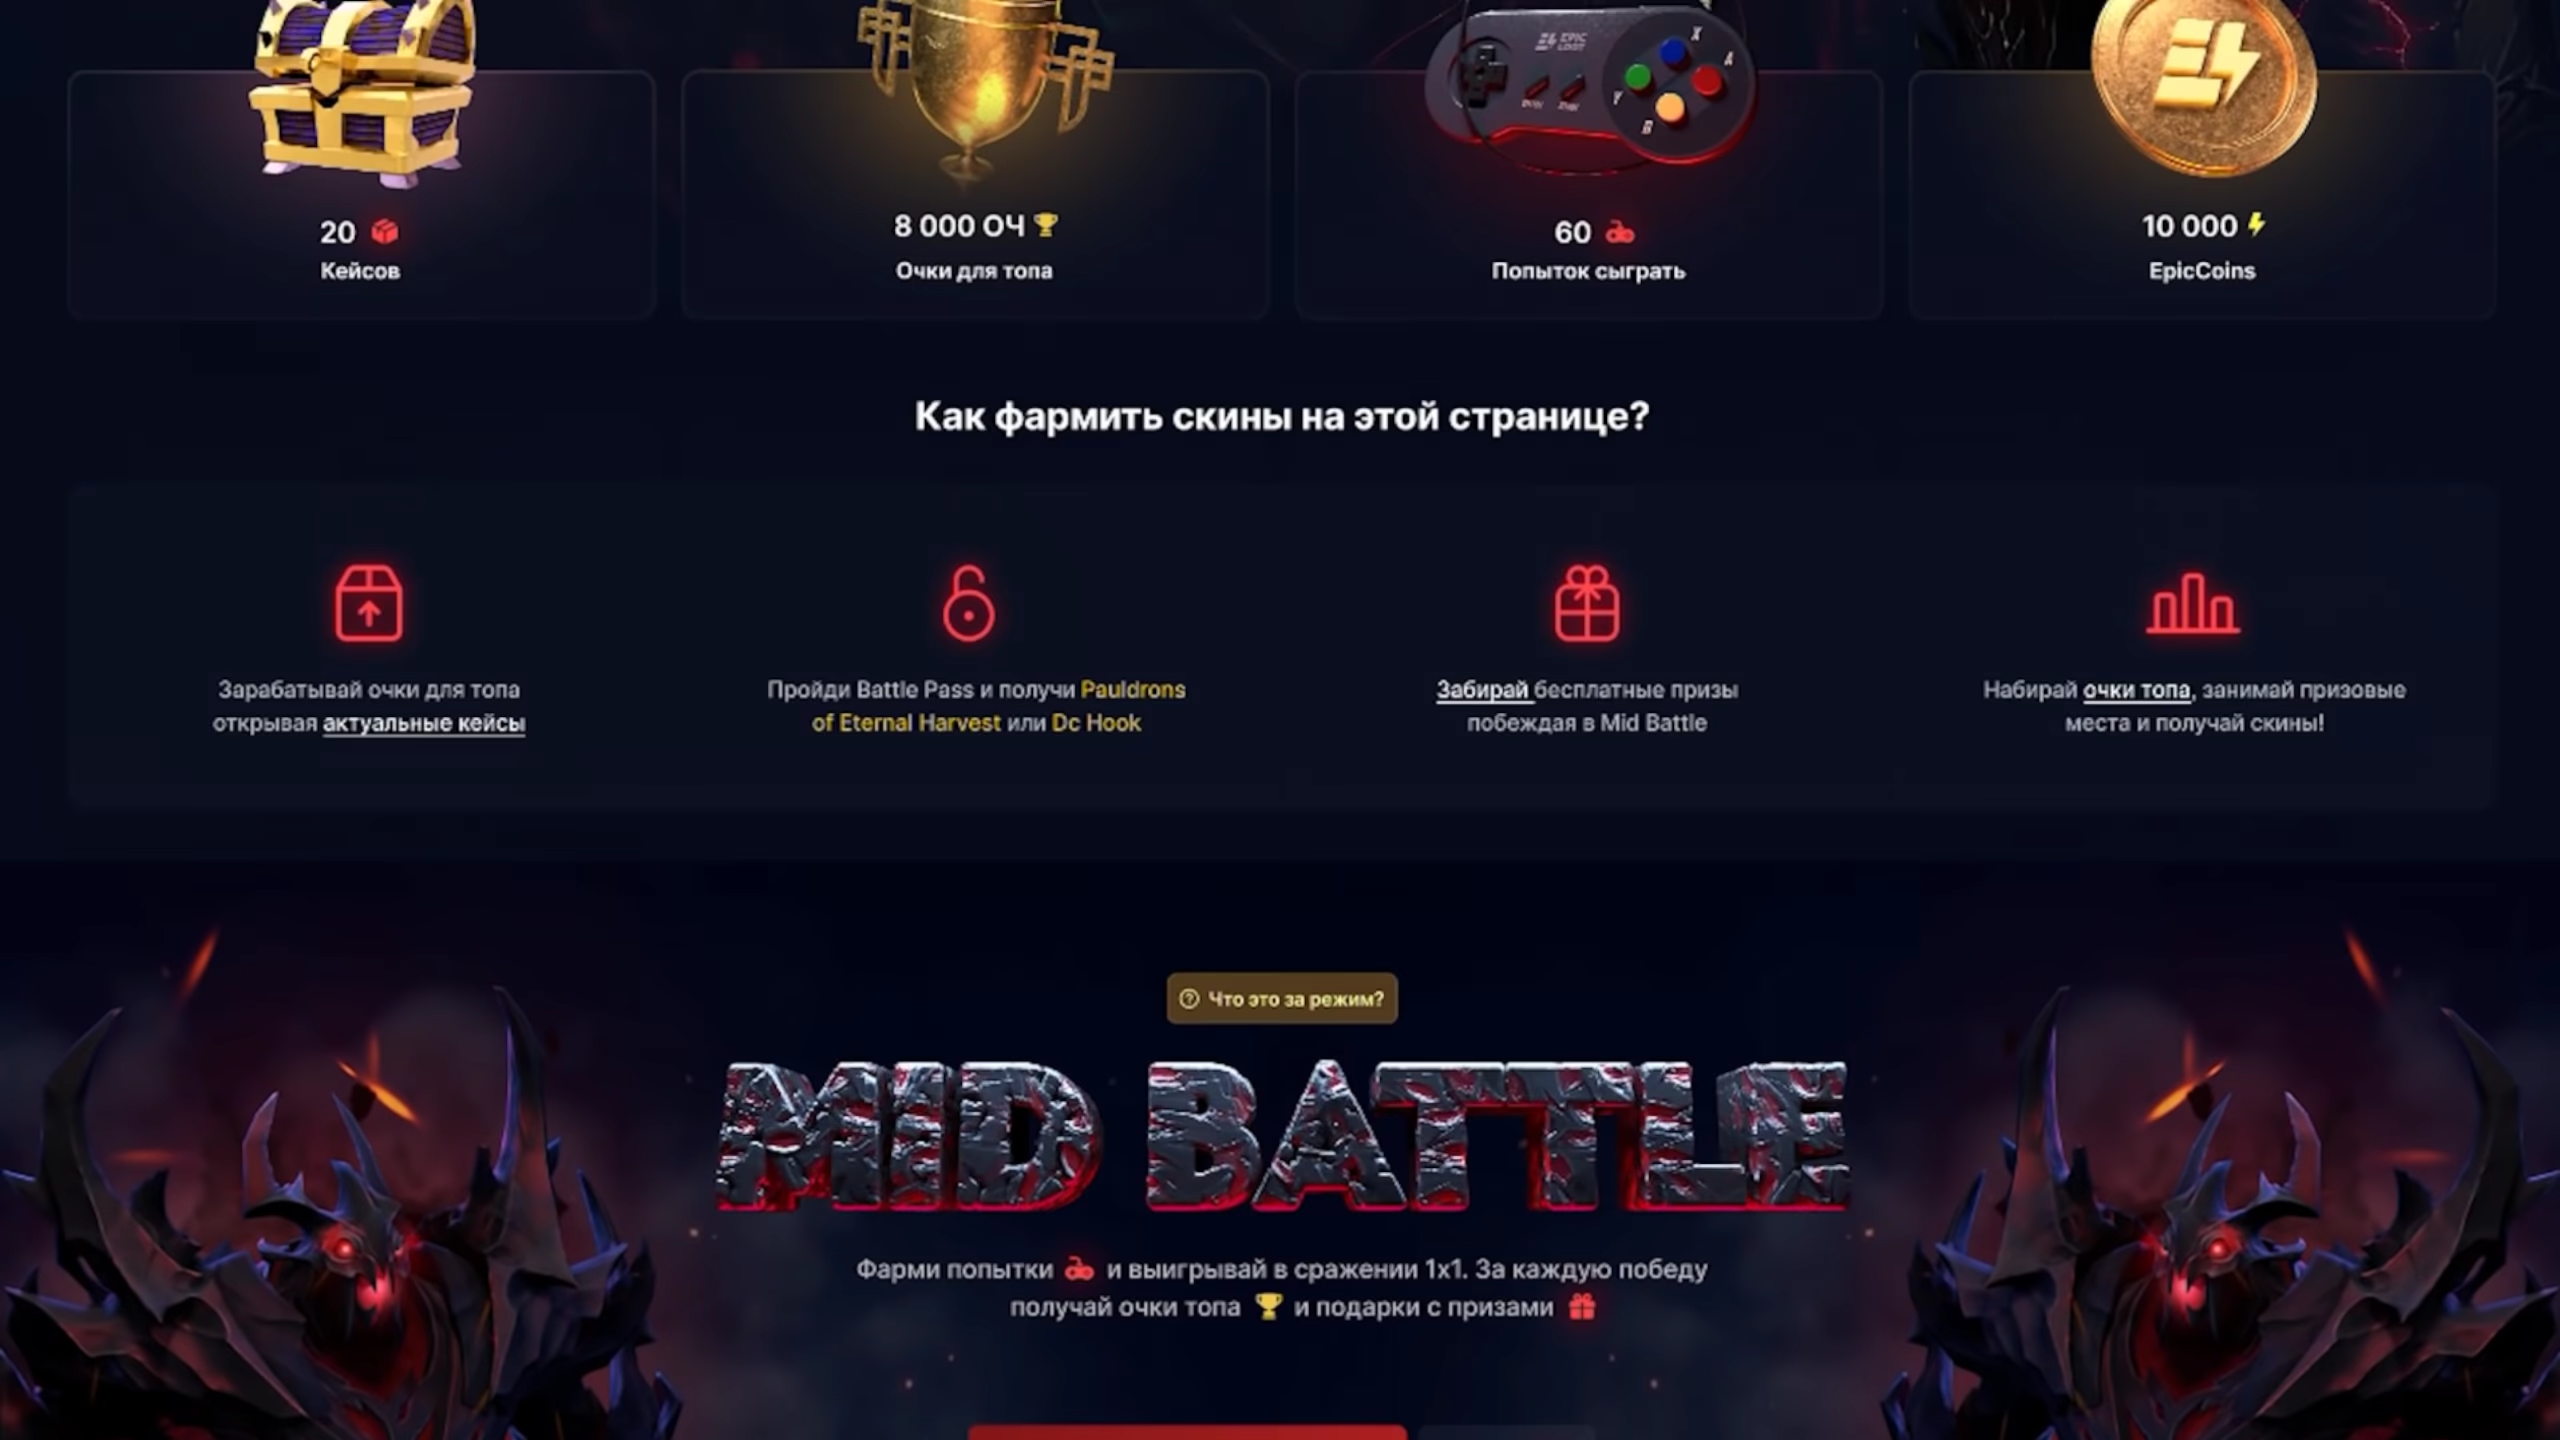 EPIC
LOOT
X
A
Y
B
20
Кейсов
8 000 ОЧ
Очки для топа
60
Попыток сыграть
10 000
EpicCoins
Как фармить скины на этой странице?
Зарабатывай очки для топа
открывая актуальные кейсы
Пройди Battle Pass и получи Pauldrons
of Eternal Harvest или Dc Hook
Забирай бесплатные призы
побеждая в Mid Battle
Набирай очки топа, занимай призовые
места и получай скины!
Что это за режим?
MID BATTLE
Фарми попытки и выигрывай в сражении 1x1. За каждую победу
получай очки топа и подарки с призами